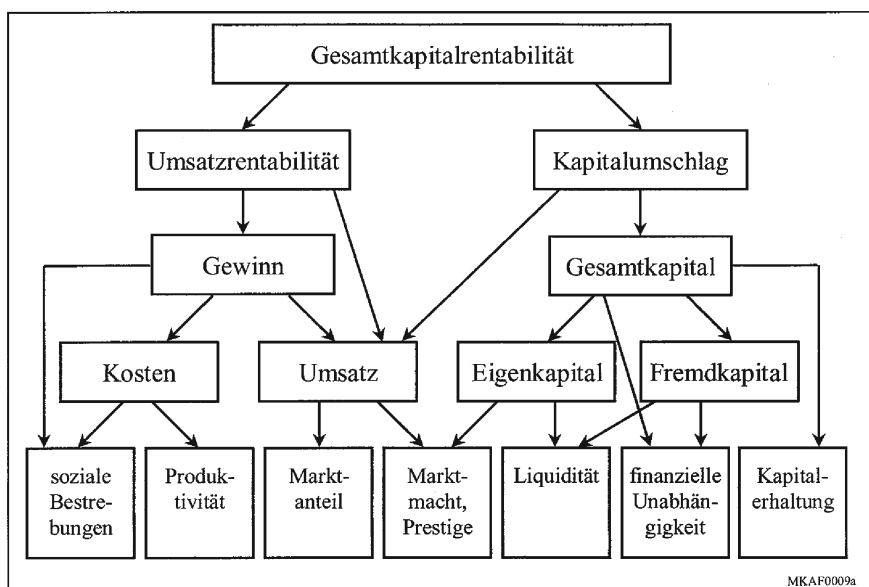 Gesamtkapitalrentabilität
Umsatzrentabilität
Kapitalumschlag
Gewinn
Gesamtkapital
Kosten
Umsatz
Eigenkapital
Fremdkapital
soziale
Bestre-
bungen
Produk-
tivität
Markt-
anteil
Markt-
macht,
Prestige
Liquidität
finanzielle
Unabhän-
gigkeit
Kapital-
erhaltung
MKAF0009a